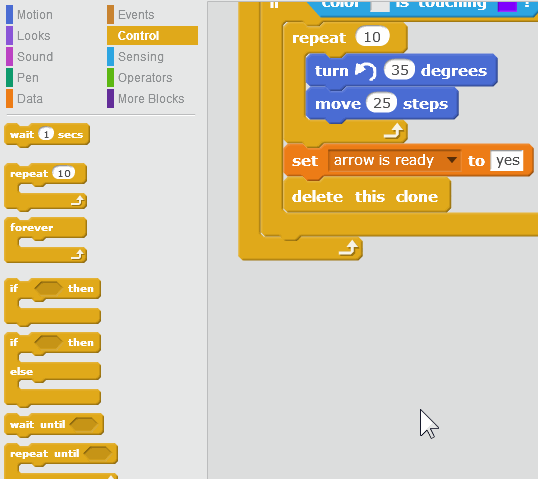 Motion
Events
Looks
Control
Sound
Sensing
Pen
Operators
Data
More Blocks
wait 1 secs
repeat 10
forever
if then
if then
else
wait until
repeat until
if color is touching ?
repeat 10
turn 35 degrees
move 25 steps
set arrow is ready to yes
delete this clone